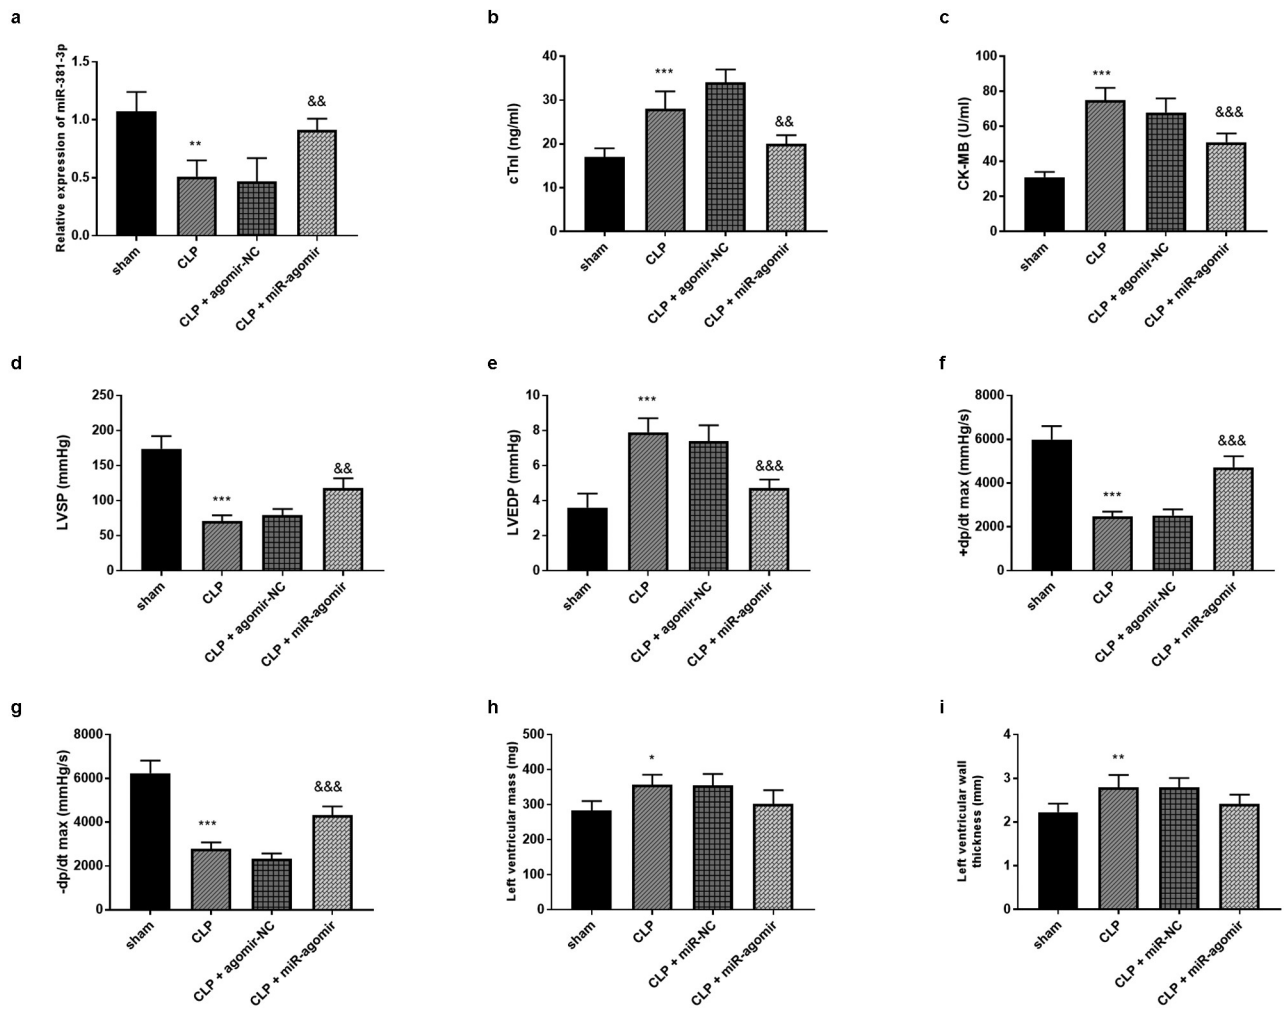 a
Relative expression of miR-381-3p
1.5
1.0
0.5
0.0
**
&&
sham
CLP
CLP + agomir-NC
CLP + miR-agomir
b
cTnI (ng/ml)
40
30
20
10
0
***
&&
sham
CLP
CLP + agomir-NC
CLP + miR-agomir
c
CK-MB (U/ml)
100
80
60
40
20
0
***
&&&
sham
CLP
CLP + agomir-NC
CLP + miR-agomir
d
LVSP (mmHg)
250
200
150
100
50
0
***
&&
sham
CLP
CLP + agomir-NC
CLP + miR-agomir
e
LVEDP (mmHg)
10
8
6
4
2
0
***
&&&
sham
CLP
CLP + agomir-NC
CLP + miR-agomir
f
+dp/dt max (mmHg/s)
8000
6000
4000
2000
0
***
&&&
sham
CLP
CLP + agomir-NC
CLP + miR-agomir
g
-dp/dt max (mmHg/s)
8000
6000
4000
2000
0
***
&&&
sham
CLP
CLP + agomir-NC
CLP + miR-agomir
h
Left ventricular mass (mg)
500
400
300
200
100
0
*
sham
CLP
CLP + miR-NC
CLP + miR-agomir
i
Left ventricular wall
thickness (mm)
4
3
2
1
0
**
sham
CLP
CLP + miR-NC
CLP + miR-agomir